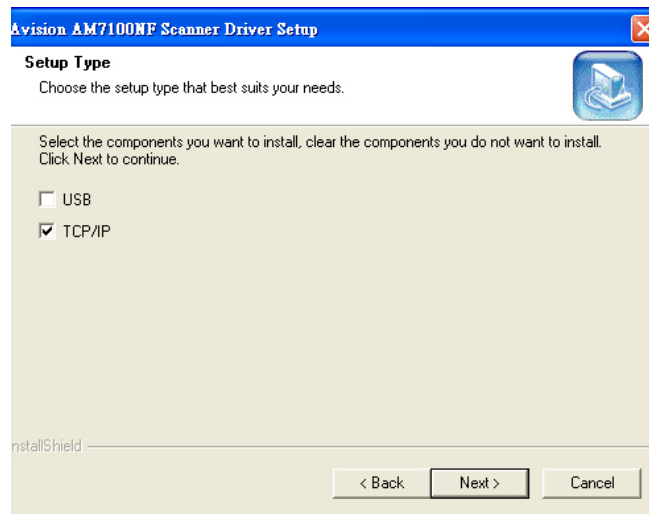 Avision AM7100NF Scanner Driver Setup
Setup Type
Choose the setup type that best suits your needs.
Select the components you want to install, clear the components you do not want to install.
Click Next to continue.
USB
TCP/IP
nstallShield
< Back
Next >
Cancel